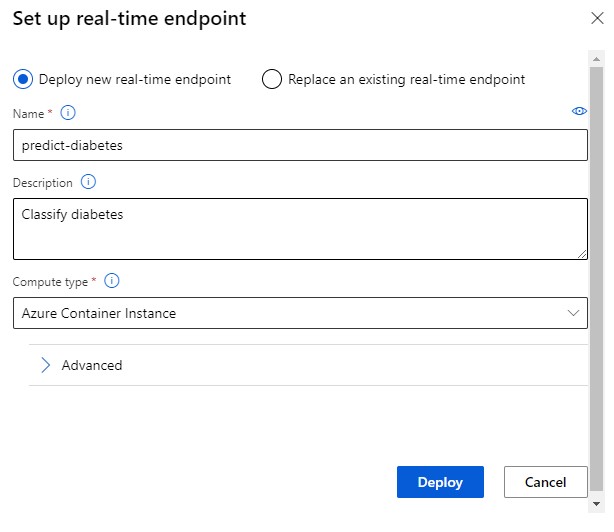 Set up real-time endpoint
Deploy new real-time endpoint Replace an existing real-time endpoint
Name *
predict-diabetes
Description
Classify diabetes
Compute type *
Azure Container Instance
Advanced
Deploy Cancel